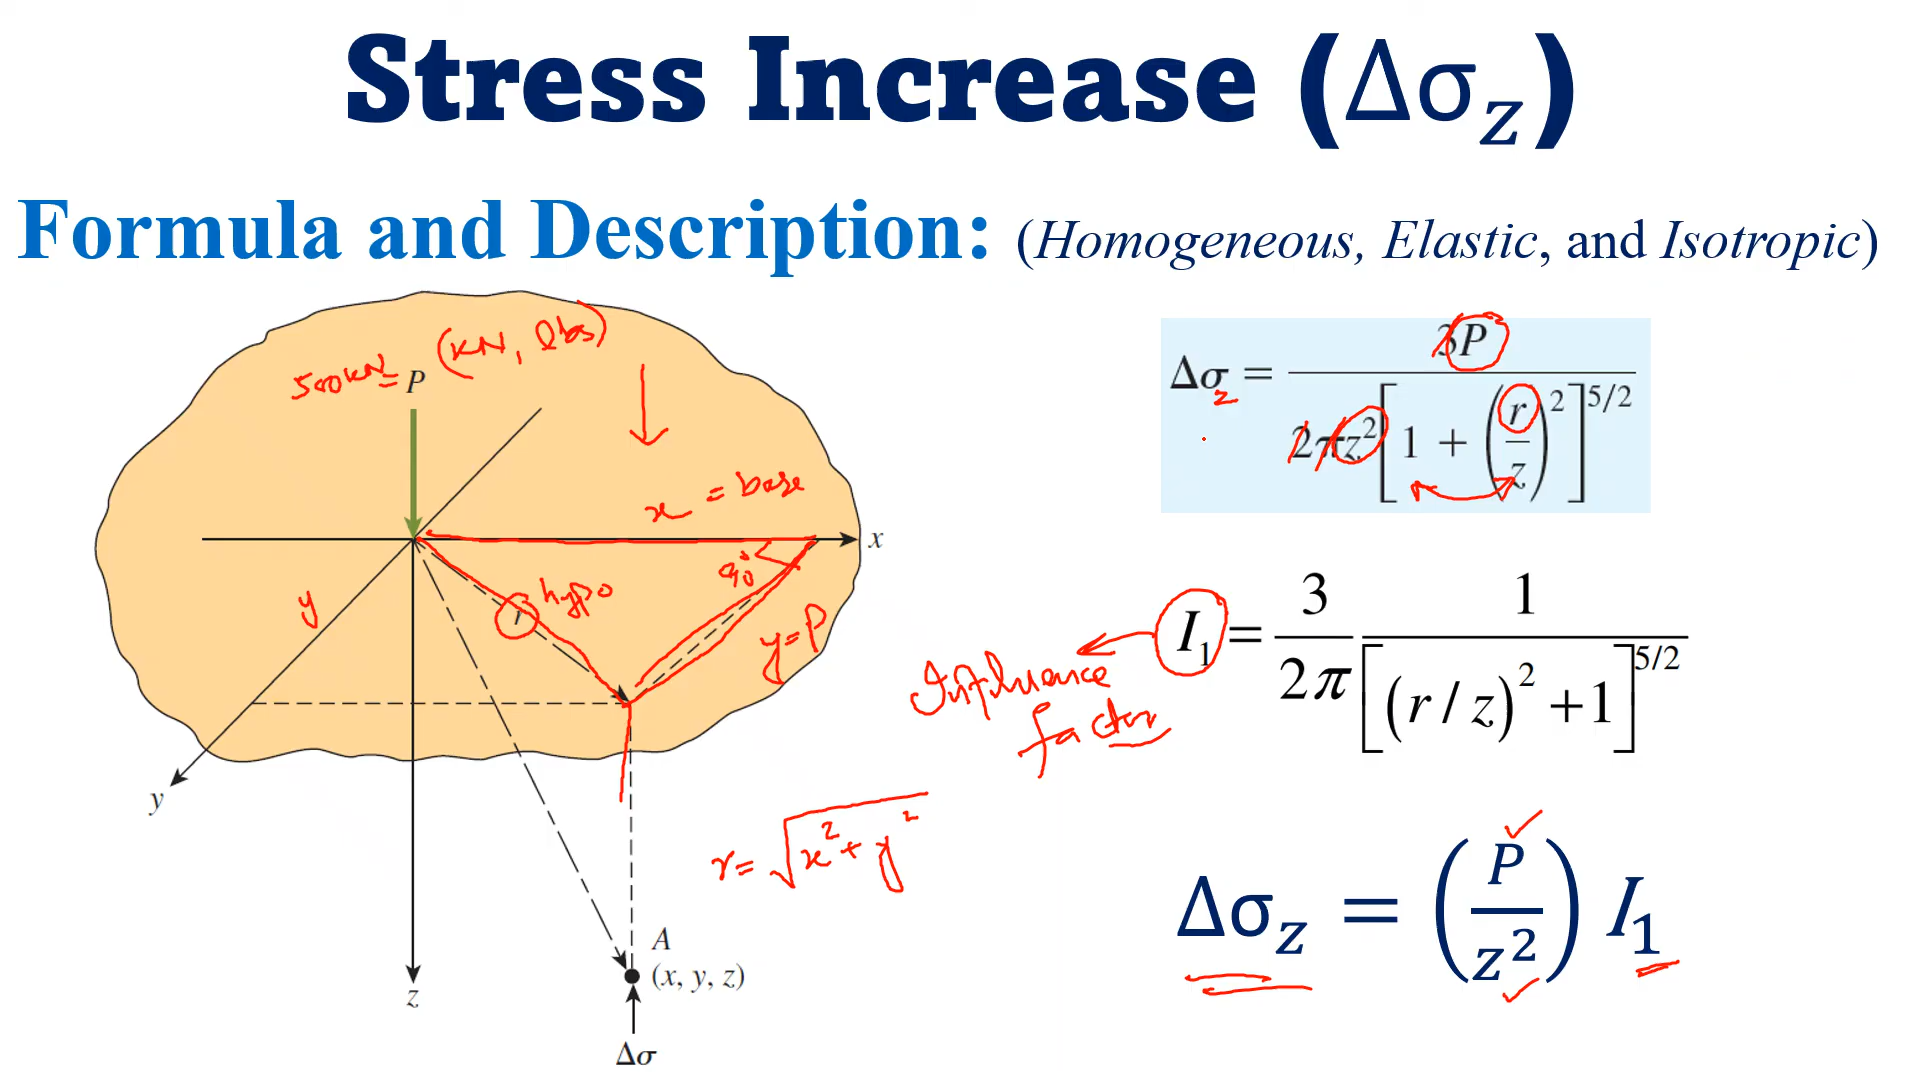 Stress Increase (Δσz)
Formula and Description: (Homogeneous, Elastic, and Isotropic)
500kN = P (kN, lbs)
x = base
x
90°
hypo
r
y
y = P
y
r = √x² + y²
A
(x, y, z)
z
Δσ
Δσz = 3P / 2πz²[1 + (r/z)²]^5/2
I₁ = 3/2π 1/[(r/z)² + 1]^5/2
Influence
factor
Δσz = (P/z²) I₁